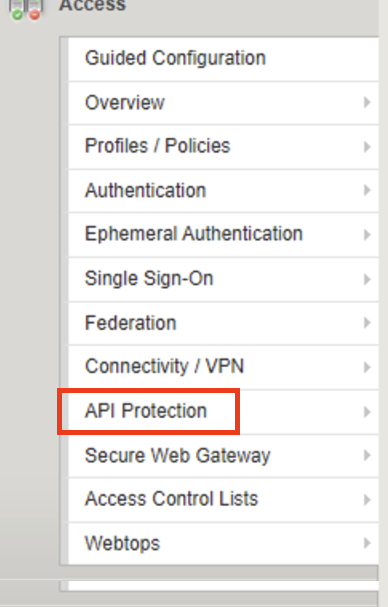 Access
Guided Configuration
Overview
Profiles / Policies
Authentication
Ephemeral Authentication
Single Sign-On
Federation
Connectivity / VPN
API Protection
Secure Web Gateway
Access Control Lists
Webtops